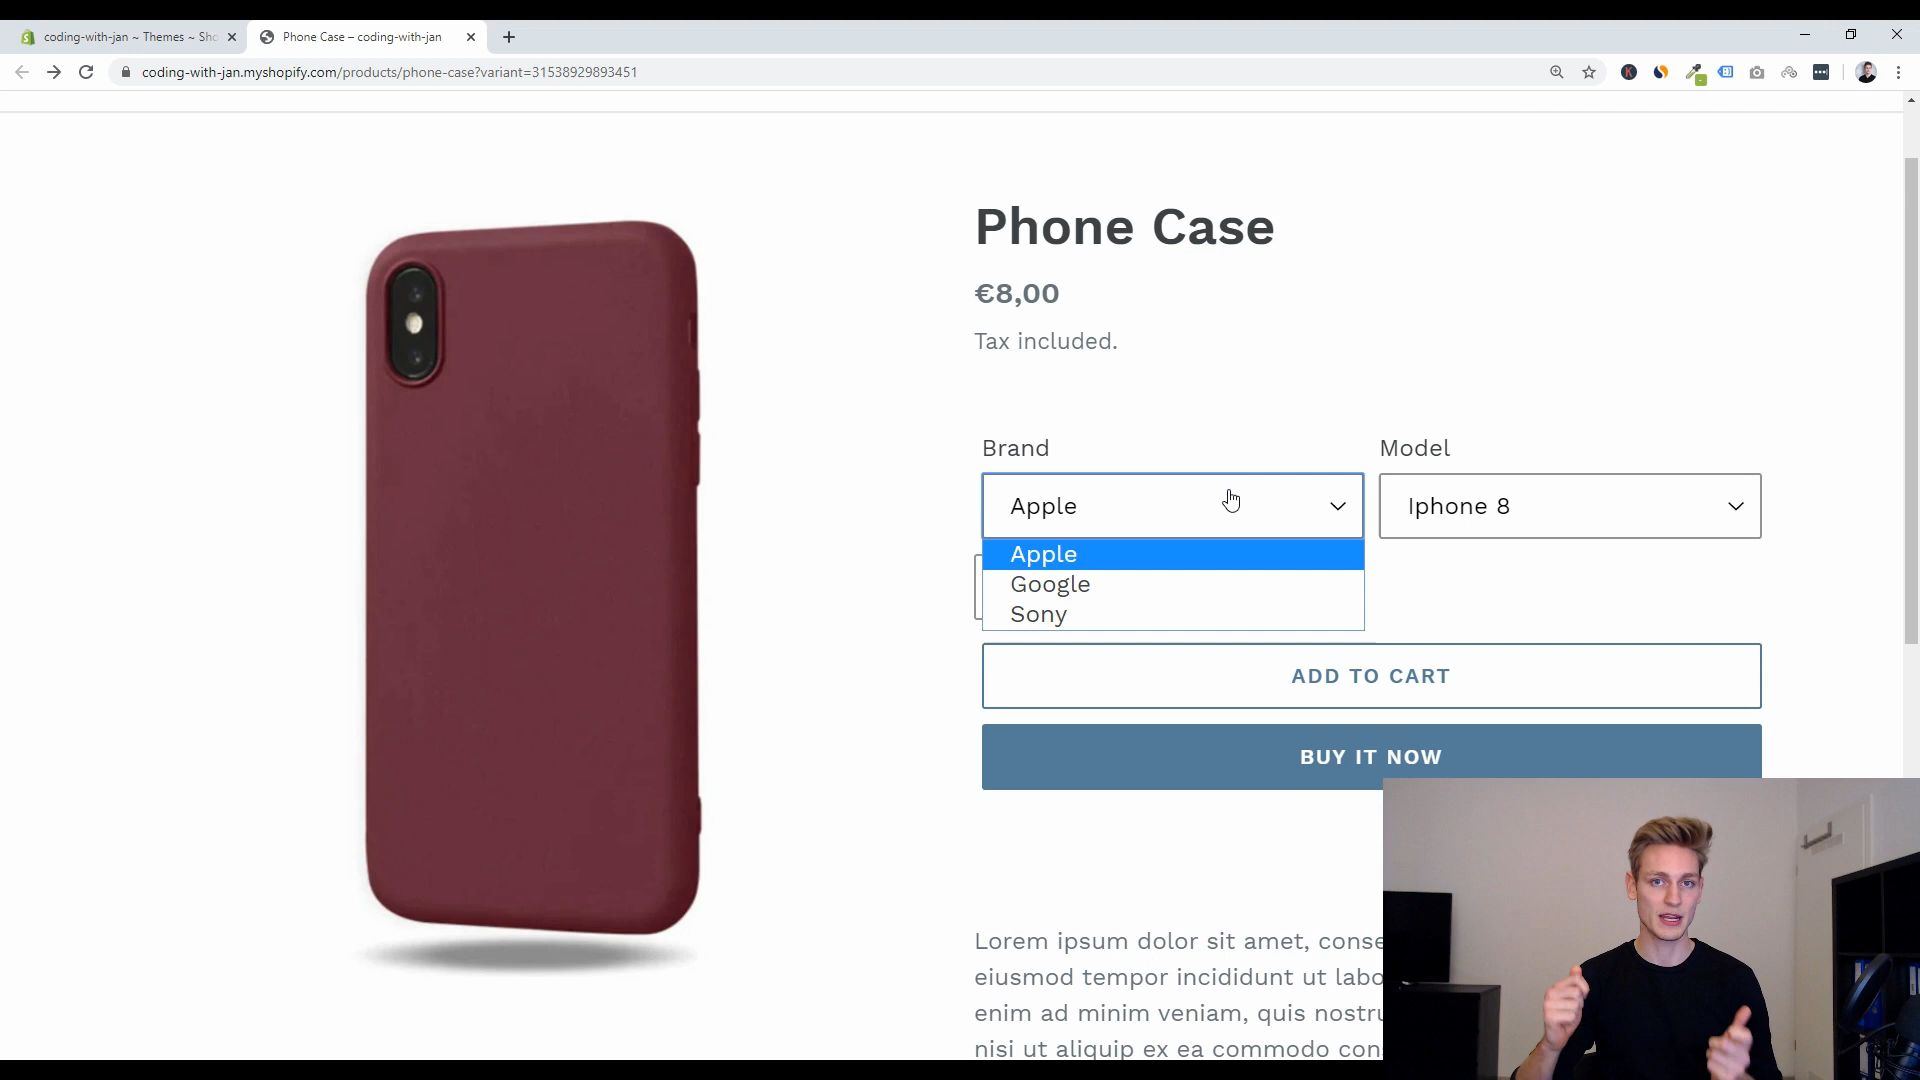 coding-with-jan ~ Themes ~ Sho
Phone Case – coding-with-jan
coding-with-jan.myshopify.com/products/phone-case?variant=31538929893451
Phone Case
€8,00
Tax included.
Brand
Model
Apple
Iphone 8
Apple
Google
Sony
ADD TO CART
BUY IT NOW
Lorem ipsum dolor sit amet, conse
eiusmod tempor incididunt ut labo
enim ad minim veniam, quis nostru
nisi ut aliquip ex ea commodo con